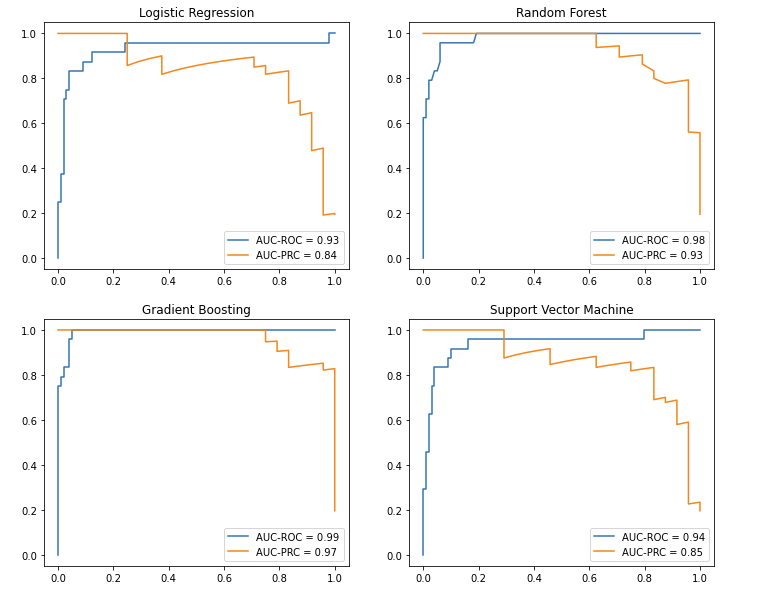 Logistic Regression
1.0
0.8
0.6
0.4
0.2
0.0
0.0 0.2 0.4 0.6 0.8 1.0
AUC-ROC = 0.93
AUC-PRC = 0.84
Random Forest
1.0
0.8
0.6
0.4
0.2
0.0
0.0 0.2 0.4 0.6 0.8 1.0
AUC-ROC = 0.98
AUC-PRC = 0.93
Gradient Boosting
1.0
0.8
0.6
0.4
0.2
0.0
0.0 0.2 0.4 0.6 0.8 1.0
AUC-ROC = 0.99
AUC-PRC = 0.97
Support Vector Machine
1.0
0.8
0.6
0.4
0.2
0.0
0.0 0.2 0.4 0.6 0.8 1.0
AUC-ROC = 0.94
AUC-PRC = 0.85